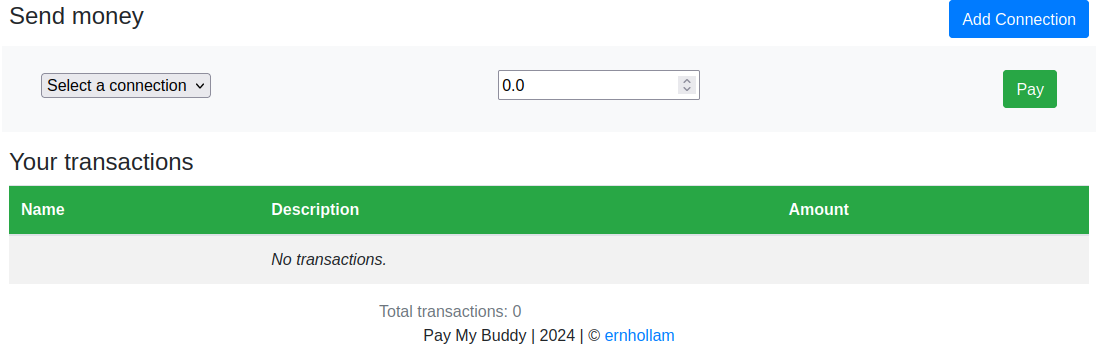 Send money Add Connection
Select a connection 0.0 Pay
Your transactions
Name Description Amount
No transactions.
Total transactions: 0
Pay My Buddy | 2024 | © ernhollam